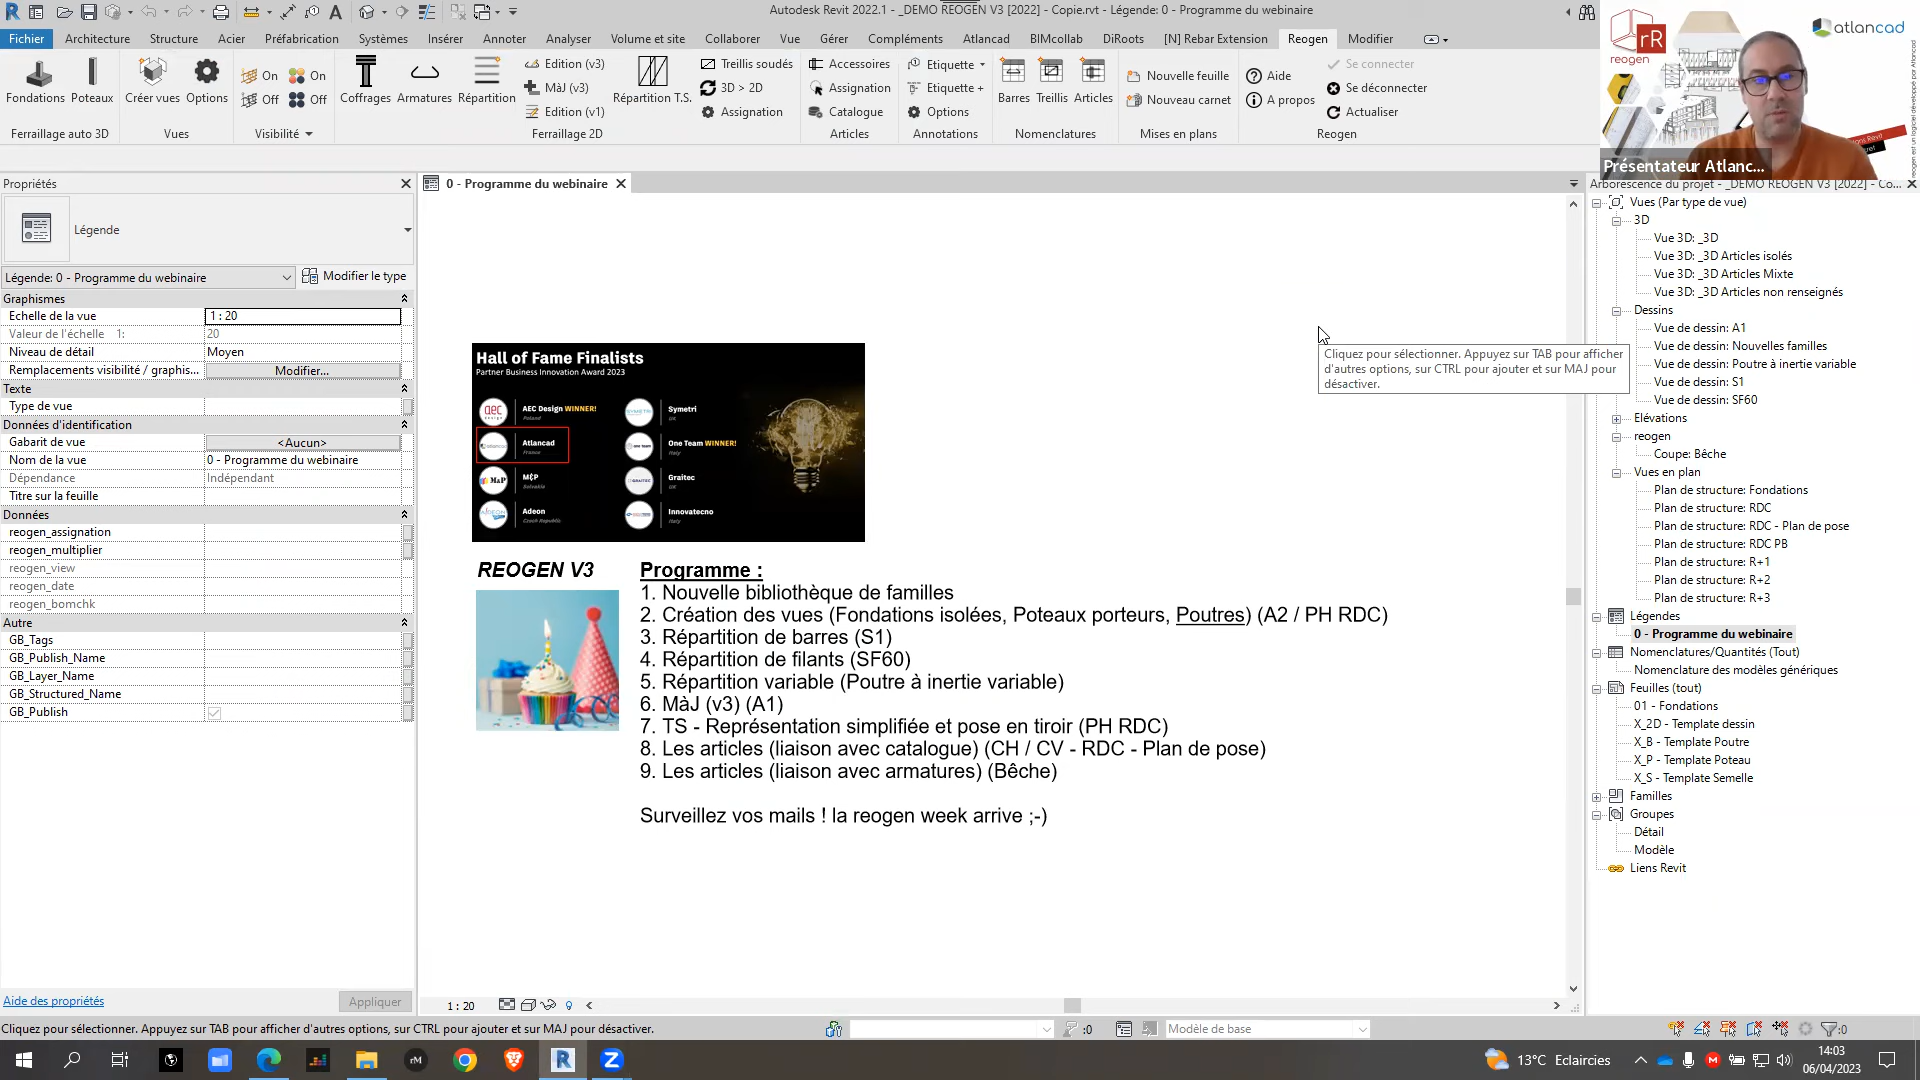 Autodesk Revit 2022.1 - _DEMO REOGEN V3 [2022] - Copie.rvt - Légende: 0 - Programme du webinaire
Fichier Architecture Structure Acier Préfabrication Systèmes Insérer Annoter Analyser Volume et site Collaborer Vue Gérer Compléments Atlancad BIMcollab DiRoots [N] Rebar Extension Reogen Modifier
Fondations Poteaux
Ferraillage auto 3D
Créer vues Options
Vues
On On
Off Off
Visibilité
Coffrages Armatures Répartition
Edition (v3)
MàJ (v3)
Edition (v1)
Répartition T.S.
Treillis soudés
3D > 2D
Assignation
Ferraillage 2D
Accessoires
Assignation
Catalogue
Articles
Etiquette
Etiquette +
Options
Annotations
Barres Treillis Articles
Nomenclatures
Nouvelle feuille
Nouveau carnet
Mises en plans
Aide
A propos
Se connecter
Se déconnecter
Actualiser
Reogen
reogen
rR
atlancad
Présentateur Atlanc...
Propriétés
Légende
Légende: 0 - Programme du webinaire
Modifier le type
Graphismes
Echelle de la vue 1 : 20
Valeur de l'échelle 1: 20
Niveau de détail Moyen
Remplacements visibilité / graphis... Modifier...
Texte
Type de vue
Données d'identification
Gabarit de vue <Aucun>
Nom de la vue 0 - Programme du webinaire
Dépendance Indépendant
Titre sur la feuille
Données
reogen_assignation
reogen_multiplier
reogen_view
reogen_date
reogen_bomchk
Autre
GB_Tags
GB_Publish_Name
GB_Layer_Name
GB_Structured_Name
GB_Publish
Aide des propriétés
Appliquer
0 - Programme du webinaire
Hall of Fame Finalists
Partner Business Innovation Award 2023
AEC Design WINNER!
Poland
Symetri
UK
Atlancad
France
One Team WINNER!
Italy
M&P
Slovakia
Graitec
UK
Adeon
Czech Republic
Innovatecno
Italy
REOGEN V3
Programme :
1. Nouvelle bibliothèque de familles
2. Création des vues (Fondations isolées, Poteaux porteurs, Poutres) (A2 / PH RDC)
3. Répartition de barres (S1)
4. Répartition de filants (SF60)
5. Répartition variable (Poutre à inertie variable)
6. MàJ (v3) (A1)
7. TS - Représentation simplifiée et pose en tiroir (PH RDC)
8. Les articles (liaison avec catalogue) (CH / CV - RDC - Plan de pose)
9. Les articles (liaison avec armatures) (Bêche)
Surveillez vos mails ! la reogen week arrive ;-)
Cliquez pour sélectionner. Appuyez sur TAB pour afficher
d'autres options, sur CTRL pour ajouter et sur MAJ pour
désactiver.
1 : 20
Arborescence du projet - _DEMO REOGEN V3 [2022] - Co...
Vues (Par type de vue)
3D
Vue 3D: _3D
Vue 3D: _3D Articles isolés
Vue 3D: _3D Articles Mixte
Vue 3D: _3D Articles non renseignés
Dessins
Vue de dessin: A1
Vue de dessin: Nouvelles familles
Vue de dessin: Poutre à inertie variable
Vue de dessin: S1
Vue de dessin: SF60
Elévations
reogen
Coupe: Bêche
Vues en plan
Plan de structure: Fondations
Plan de structure: RDC
Plan de structure: RDC - Plan de pose
Plan de structure: RDC PB
Plan de structure: R+1
Plan de structure: R+2
Plan de structure: R+3
Légendes
0 - Programme du webinaire
Nomenclatures/Quantités (Tout)
Nomenclature des modèles génériques
Feuilles (tout)
01 - Fondations
X_2D - Template dessin
X_B - Template Poutre
X_P - Template Poteau
X_S - Template Semelle
Familles
Groupes
Détail
Modèle
Liens Revit
Cliquez pour sélectionner. Appuyez sur TAB pour afficher d'autres options, sur CTRL pour ajouter et sur MAJ pour désactiver.
:0
Modèle de base
:0
13°C Eclaircies
14:03
06/04/2023